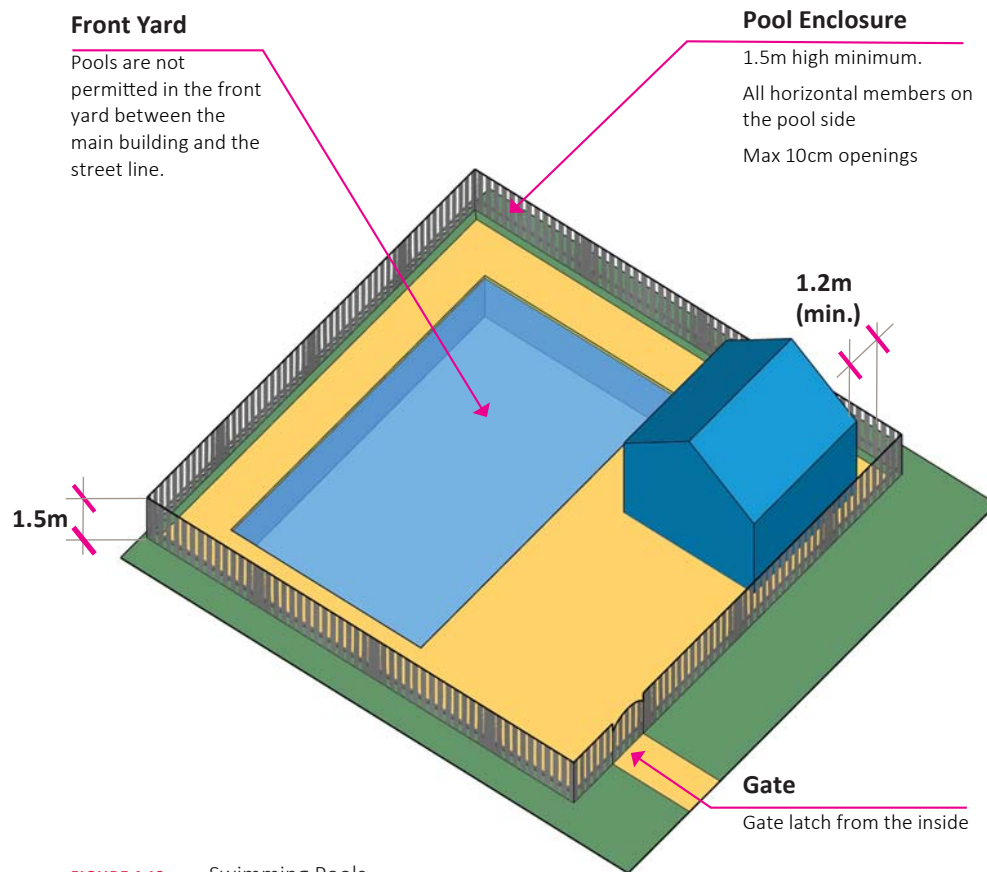 Front Yard
Pools are not
permitted in the front
yard between the
main building and the
street line.
Pool Enclosure
1.5m high minimum.
All horizontal members on
the pool side
Max 10cm openings
1.2m
(min.)
1.5m
Gate
Gate latch from the inside
Swimming Pools